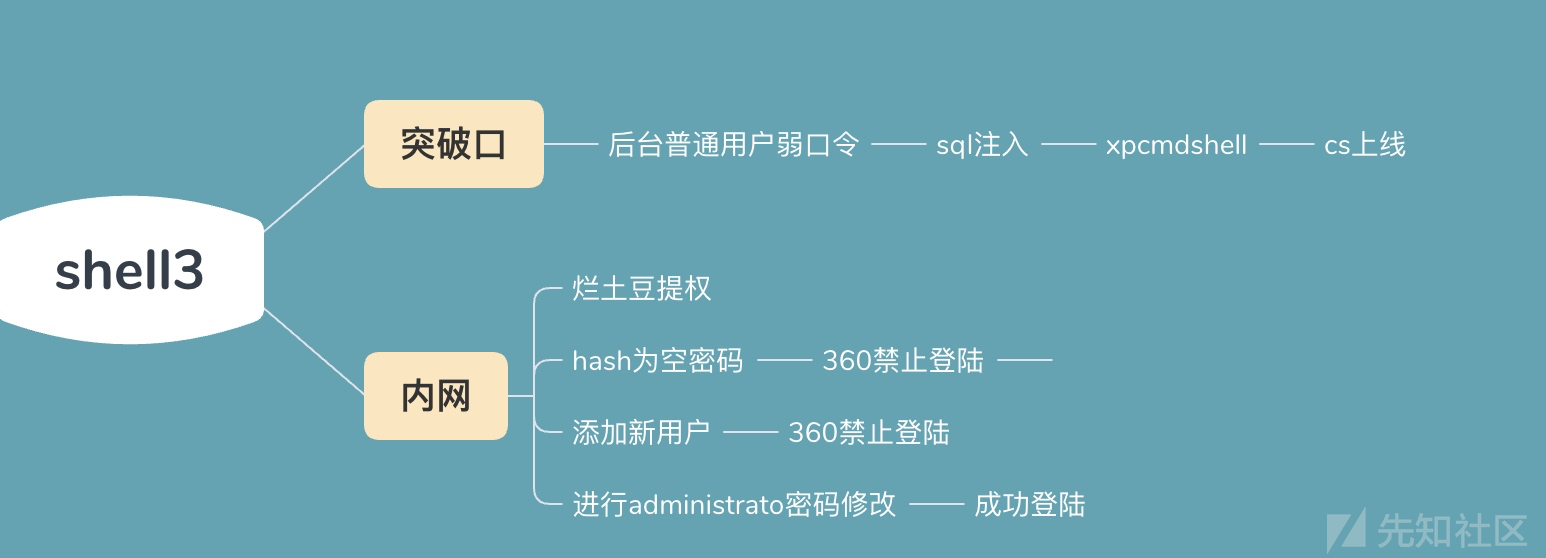 shell3
突破口
后台普通用户弱口令
sql注入
xpcmdshell
cs上线
内网
烂土豆提权
hash为空密码
360禁止登陆
添加新用户
360禁止登陆
进行administrato密码修改
成功登陆
先知社区